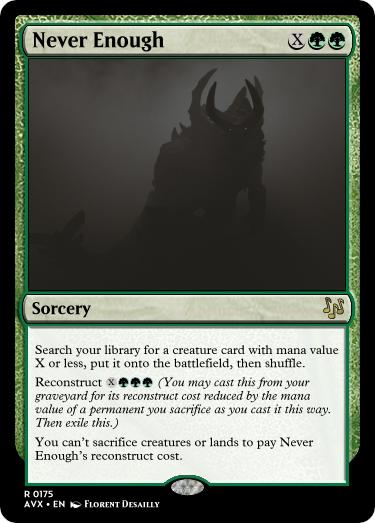 Never Enough X
Sorcery
Search your library for a creature card with mana value
X or less, put it onto the battlefield, then shuffle.
Reconstruct X (You may cast this from your
graveyard for its reconstruct cost reduced by the mana
value of a permanent you sacrifice as you cast it this way.
Then exile this.)
You can't sacrifice creatures or lands to pay Never
Enough's reconstruct cost.
R 0175
AVX • EN FLORENT DESAILLY